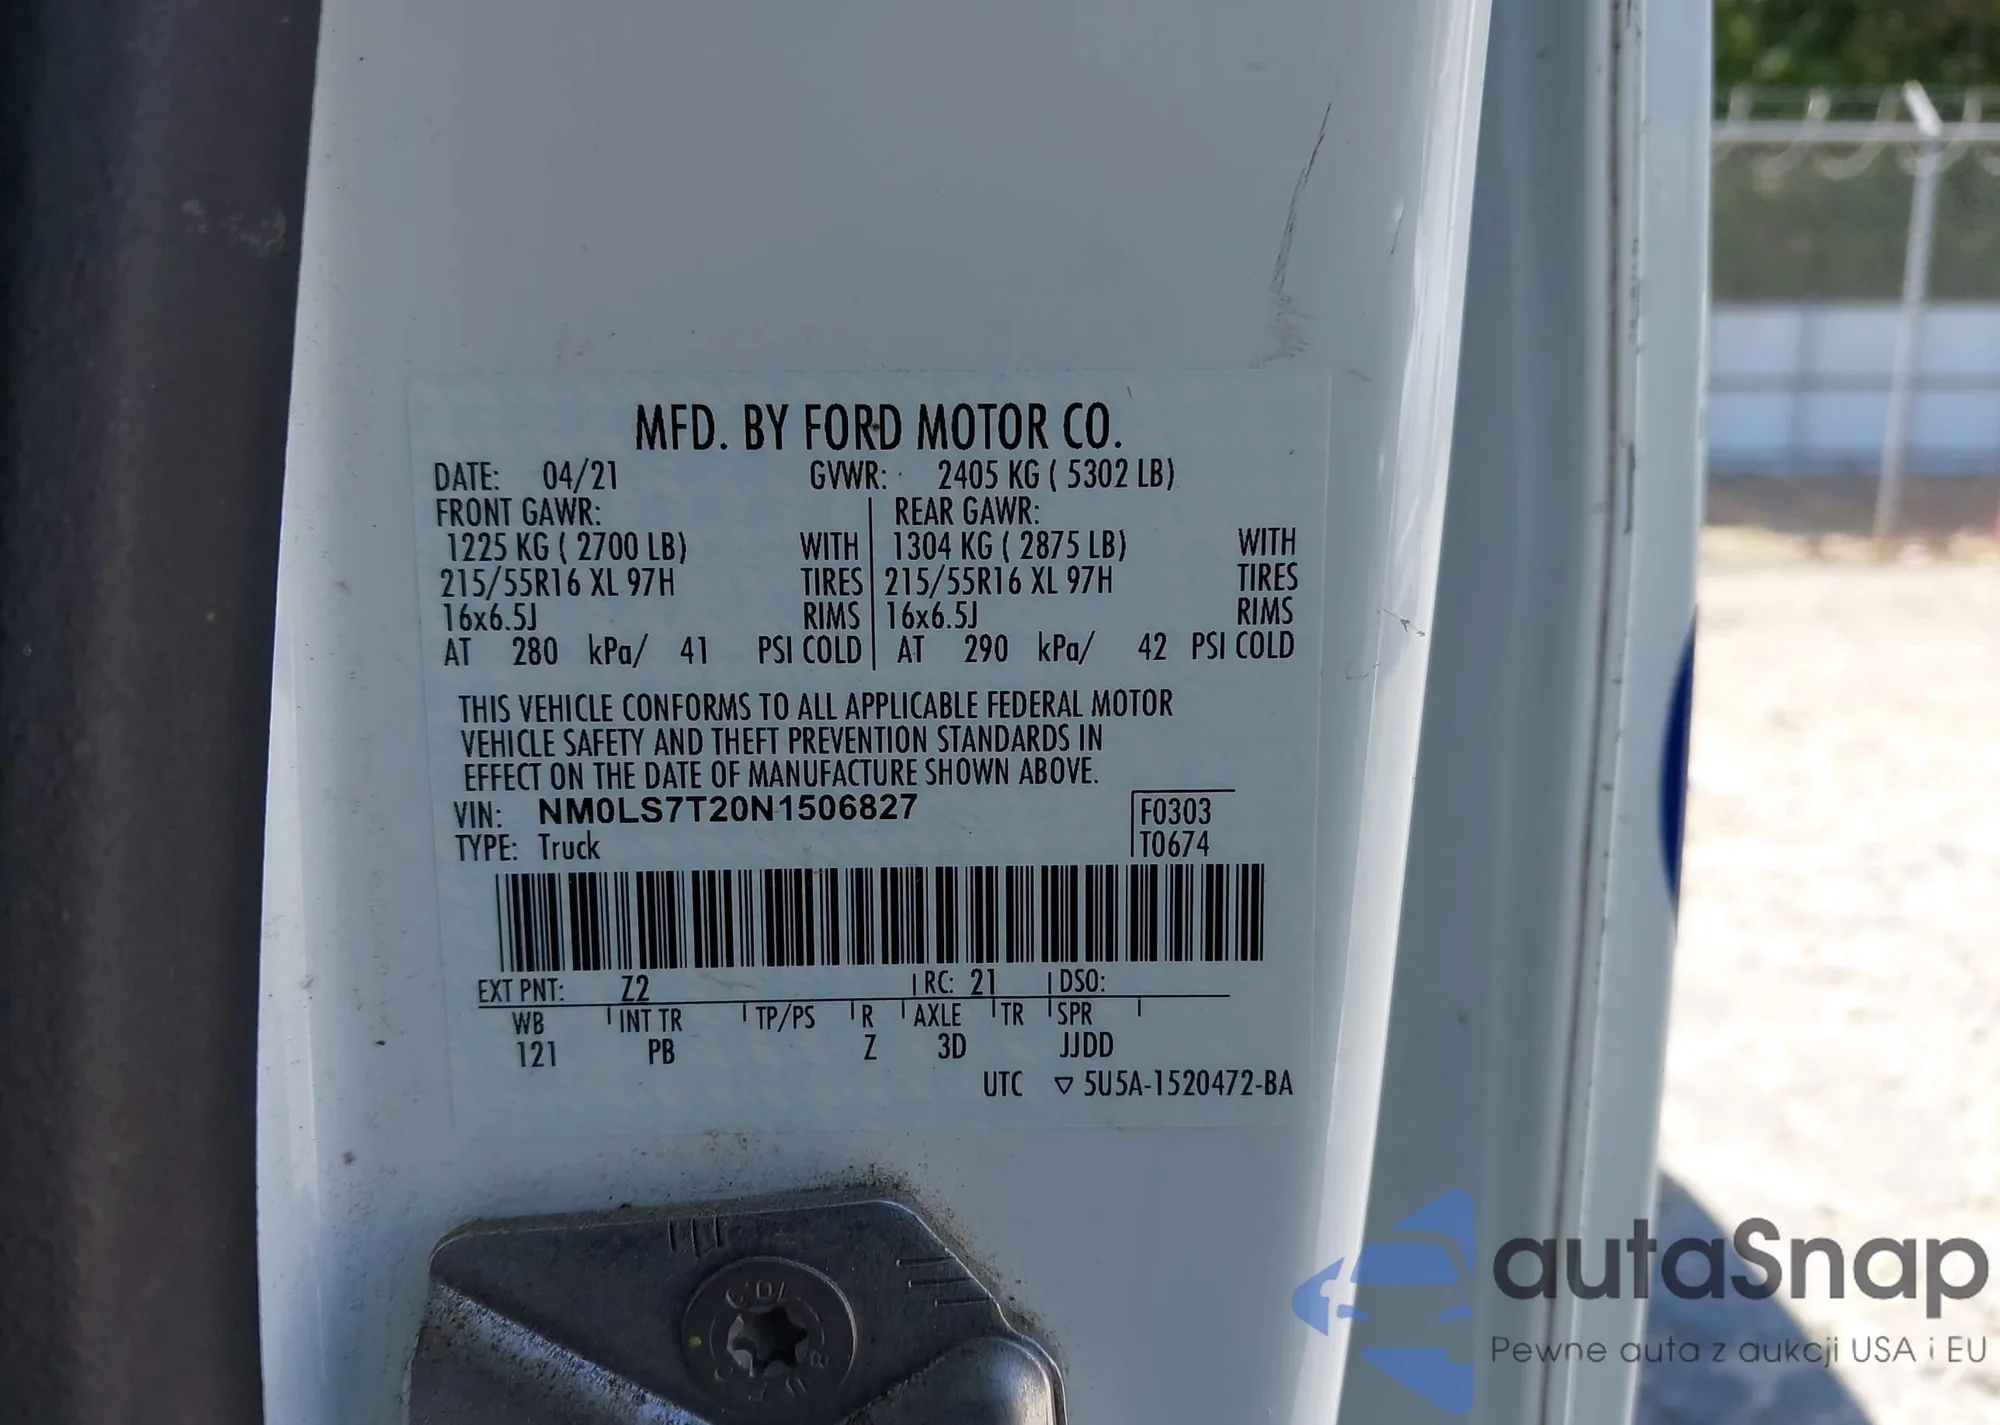 MFD. BY FORD MOTOR CO.
DATE: 04/21 GVWR: 2405 KG ( 5302 LB)
FRONT GAWR: REAR GAWR:
1225 KG ( 2700 LB) WITH 1304 KG ( 2875 LB) WITH
215/55R16 XL 97H TIRES 215/55R16 XL 97H TIRES
16x6.5J RIMS 16x6.5J RIMS
AT 280 kPa/ 41 PSI COLD AT 290 kPa/ 42 PSI COLD
THIS VEHICLE CONFORMS TO ALL APPLICABLE FEDERAL MOTOR
VEHICLE SAFETY AND THEFT PREVENTION STANDARDS IN
EFFECT ON THE DATE OF MANUFACTURE SHOWN ABOVE.
VIN: NM0LS7T20N1506827 F0303
TYPE: Truck T0674
EXT PNT: Z2 RC: 21 DSO:
WB INT TR TP/PS R AXLE TR SPR
121 PB Z 3D JJDD
UTC ▽ 5U5A-1520472-BA
10.9
autaSnap
Pewne auta z aukcji USA i EU